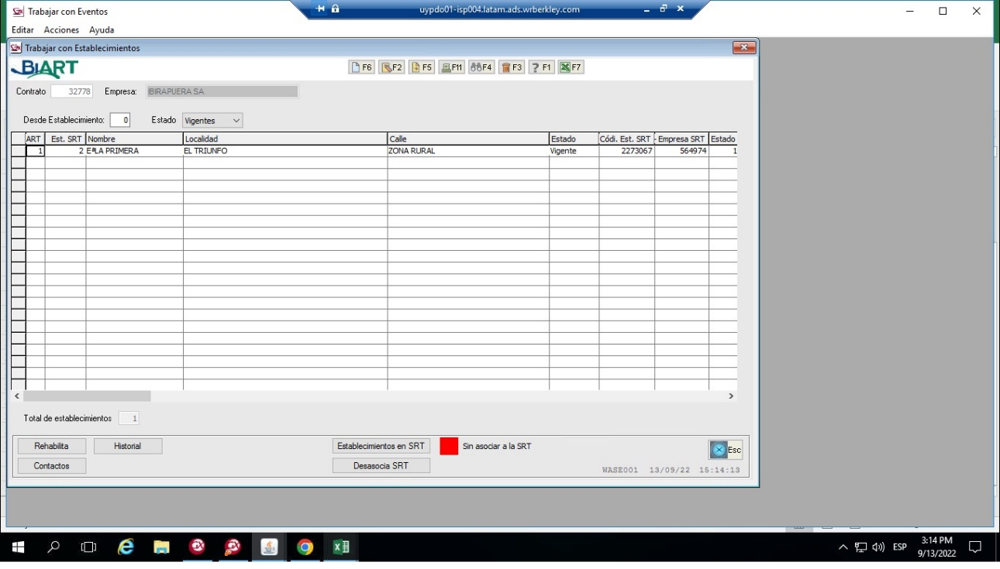 Trabajar con Eventos
uypdo01-isp004.latam.ads.wrberkley.com
Editar Acciones Ayuda
Trabajar con Establecimientos
BIART
F6 F2 F5 F11 F4 F3 F1 F7
Contrato 32778 Empresa: IBIRAPUERA SA
Desde Establecimiento: 0 Estado Vigentes
ART Est. SRT Nombre Localidad Calle Estado Códi. Est. SRT Empresa SRT Estado
1 2 EªLA PRIMERA EL TRIUNFO ZONA RURAL Vigente 2273067 564974 1
Total de establecimientos 1
Rehabilita Historial Establecimientos en SRT Sin asociar a la SRT Esc
Contactos Desasocia SRT WASE001 13/09/22 15:14:13
ESP 3:14 PM
9/13/2022